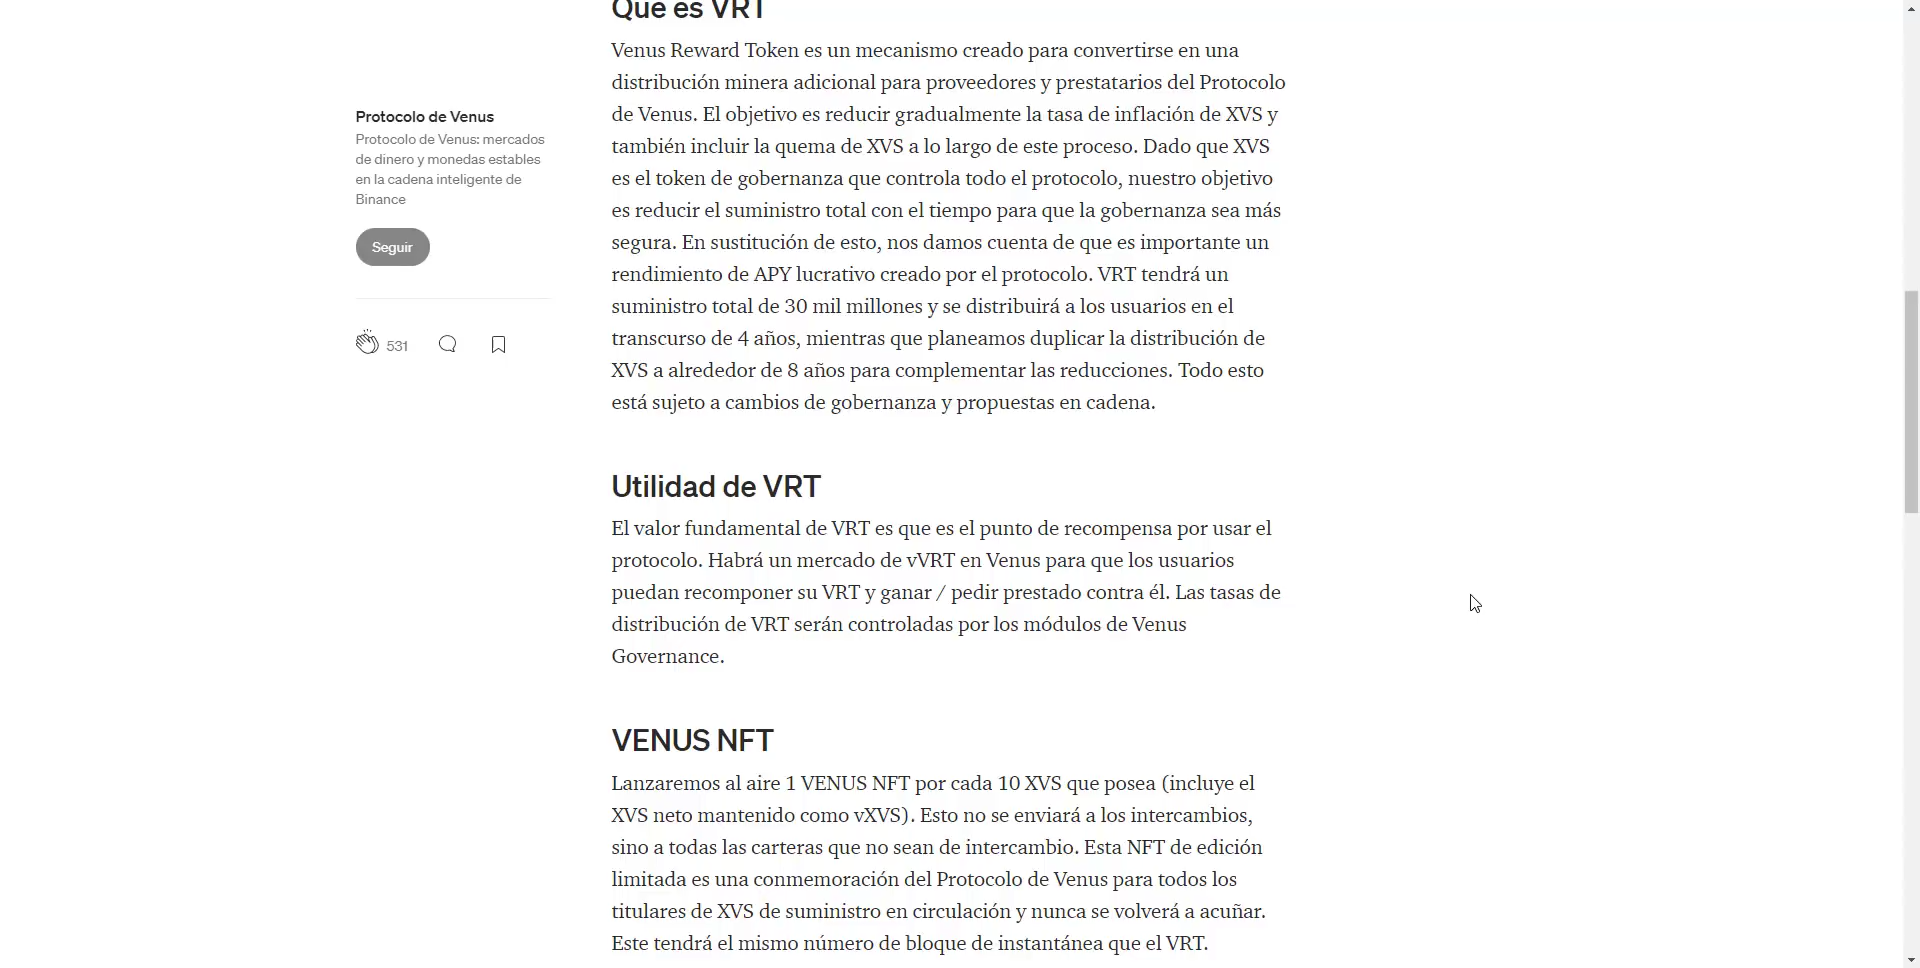 Que es VRT
Venus Reward Token es un mecanismo creado para convertirse en una
distribución minera adicional para proveedores y prestatarios del Protocolo
de Venus. El objetivo es reducir gradualmente la tasa de inflación de XVS y
también incluir la quema de XVS a lo largo de este proceso. Dado que XVS
es el token de gobernanza que controla todo el protocolo, nuestro objetivo
es reducir el suministro total con el tiempo para que la gobernanza sea más
segura. En sustitución de esto, nos damos cuenta de que es importante un
rendimiento de APY lucrativo creado por el protocolo. VRT tendrá un
suministro total de 30 mil millones y se distribuirá a los usuarios en el
transcurso de 4 años, mientras que planeamos duplicar la distribución de
XVS a alrededor de 8 años para complementar las reducciones. Todo esto
está sujeto a cambios de gobernanza y propuestas en cadena.
Protocolo de Venus
Protocolo de Venus: mercados
de dinero y monedas estables
en la cadena inteligente de
Binance
Seguir
531
Utilidad de VRT
El valor fundamental de VRT es que es el punto de recompensa por usar el
protocolo. Habrá un mercado de vVRT en Venus para que los usuarios
puedan recomponer su VRT y ganar / pedir prestado contra él. Las tasas de
distribución de VRT serán controladas por los módulos de Venus
Governance.
VENUS NFT
Lanzaremos al aire 1 VENUS NFT por cada 10 XVS que posea (incluye el
XVS neto mantenido como vXVS). Esto no se enviará a los intercambios,
sino a todas las carteras que no sean de intercambio. Esta NFT de edición
limitada es una conmemoración del Protocolo de Venus para todos los
titulares de XVS de suministro en circulación y nunca se volverá a acuñar.
Este tendrá el mismo número de bloque de instantánea que el VRT.